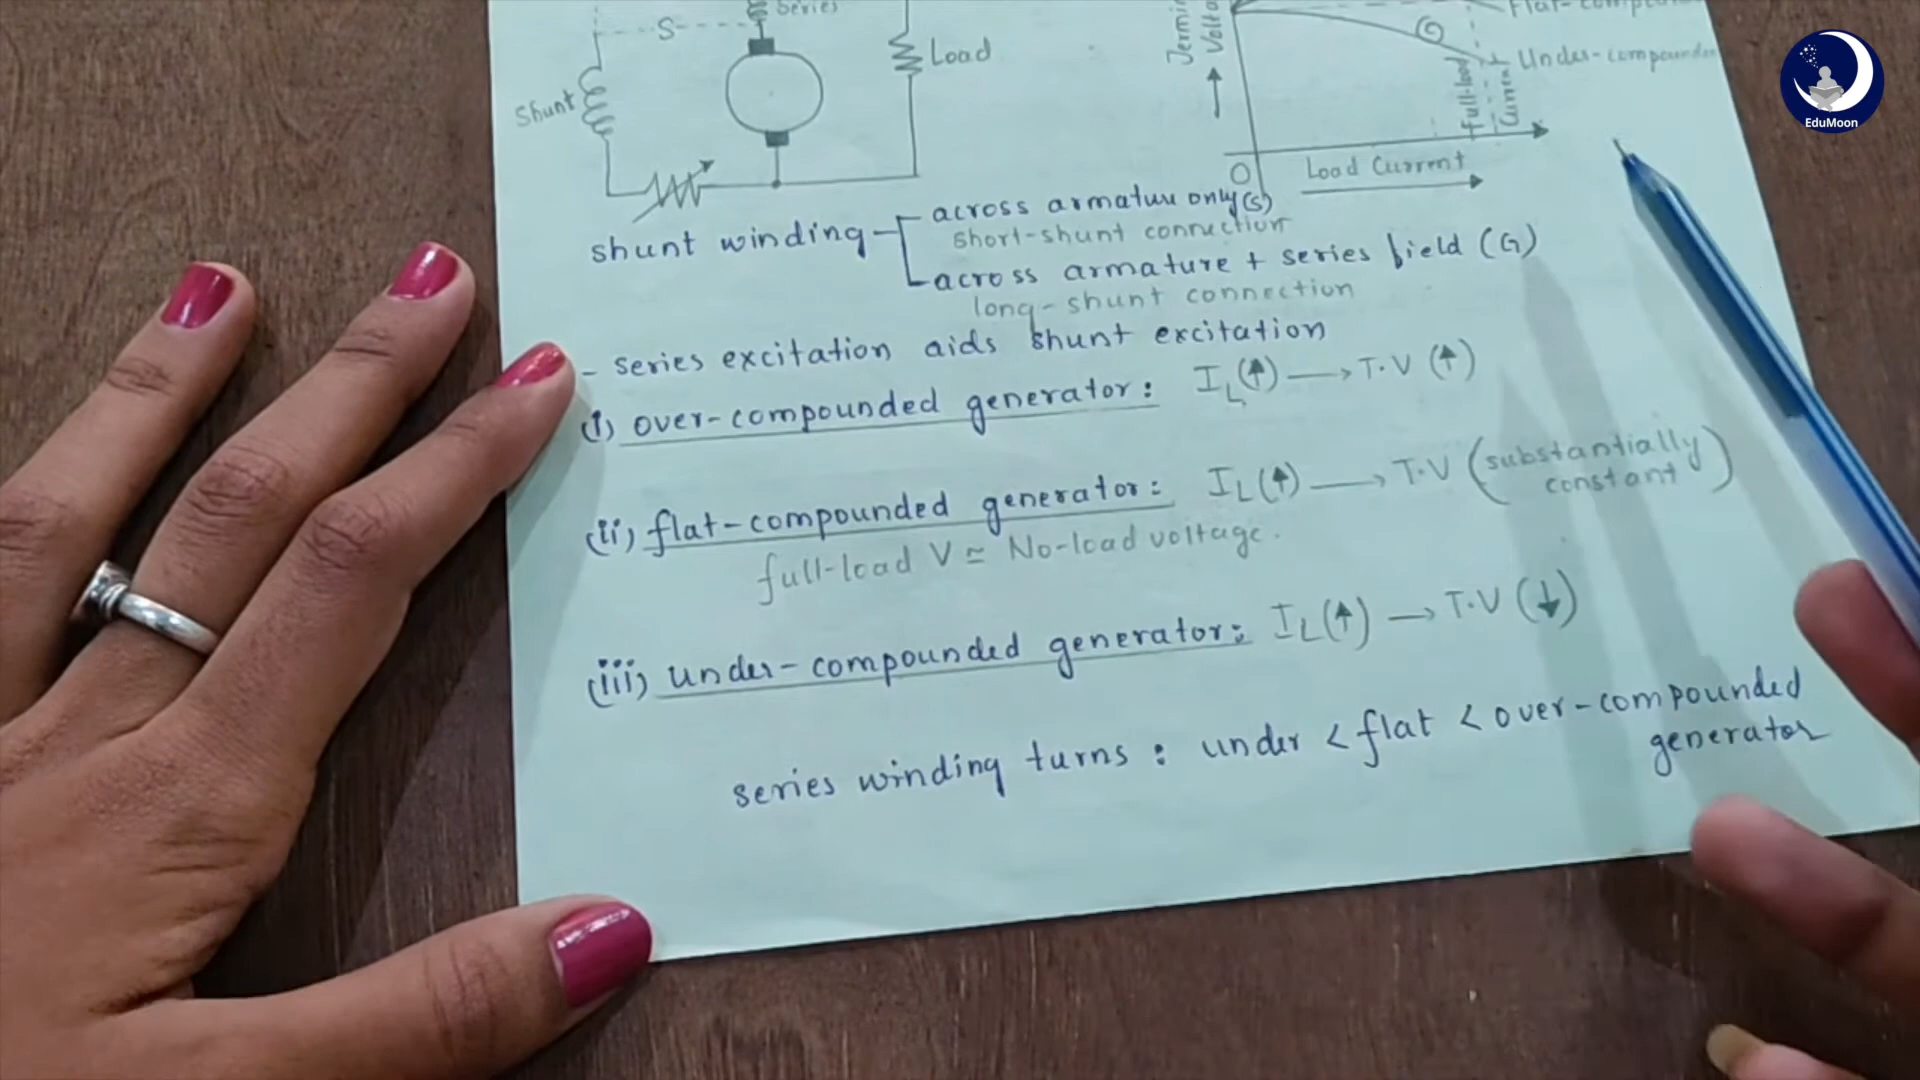 Series
S
Load
Shunt
Voltage
Flat-compounded
G
Under-compounded
Full-load
Current
EduMoon
O
Load Current
shunt winding
across armature only (s)
short-shunt connection
across armature + series field (G)
long-shunt connection
- series excitation aids shunt excitation
(i) over-compounded generator: IL(↑) → T.V (↑)
(ii) flat-compounded generator: IL(↑) → T.V (substantially
constant)
full-load V ≃ No-load voltage.
(iii) under-compounded generator: IL(↑) → T.V (↓)
series winding turns : under < flat < over-compounded
generator